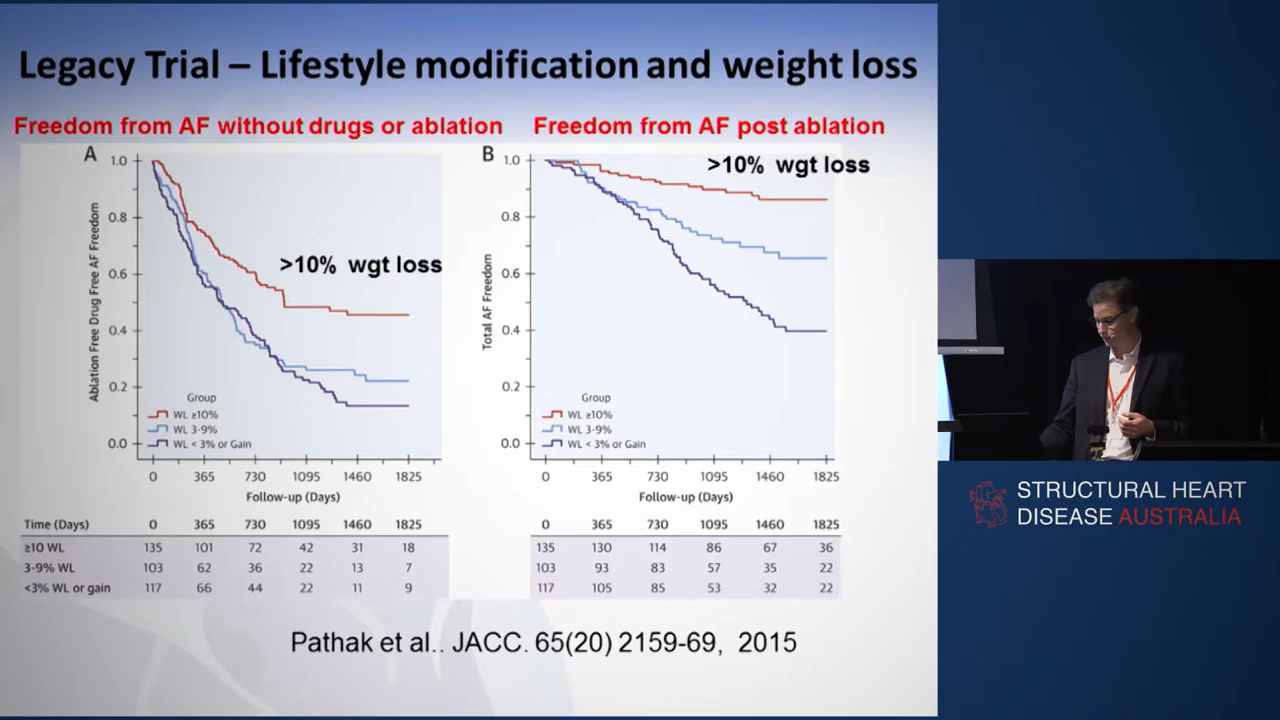 Legacy Trial – Lifestyle modification and weight loss
Freedom from AF without drugs or ablation
Freedom from AF post ablation
A
>10% wgt loss
Ablation Free Drug Free AF Freedom
1.0
0.8
0.6
0.4
0.2
0.0
Group
WL ≥10%
WL 3-9%
WL < 3% or Gain
0 365 730 1095 1460 1825
Follow-up (Days)
B
>10% wgt loss
Total AF Freedom
1.0
0.8
0.6
0.4
0.2
0.0
Group
WL ≥10%
WL 3-9%
WL < 3% or Gain
0 365 730 1095 1460 1825
Follow-up (Days)
Time (Days) 0 365 730 1095 1460 1825 0 365 730 1095 1460 1825
≥10 WL 135 101 72 42 31 18 135 130 114 86 67 36
3-9% WL 103 62 36 22 13 7 103 93 83 57 35 22
<3% WL or gain 117 66 44 22 11 9 117 105 85 53 32 22
Pathak et al.. JACC. 65(20) 2159-69, 2015
STRUCTURAL HEART
DISEASE AUSTRALIA